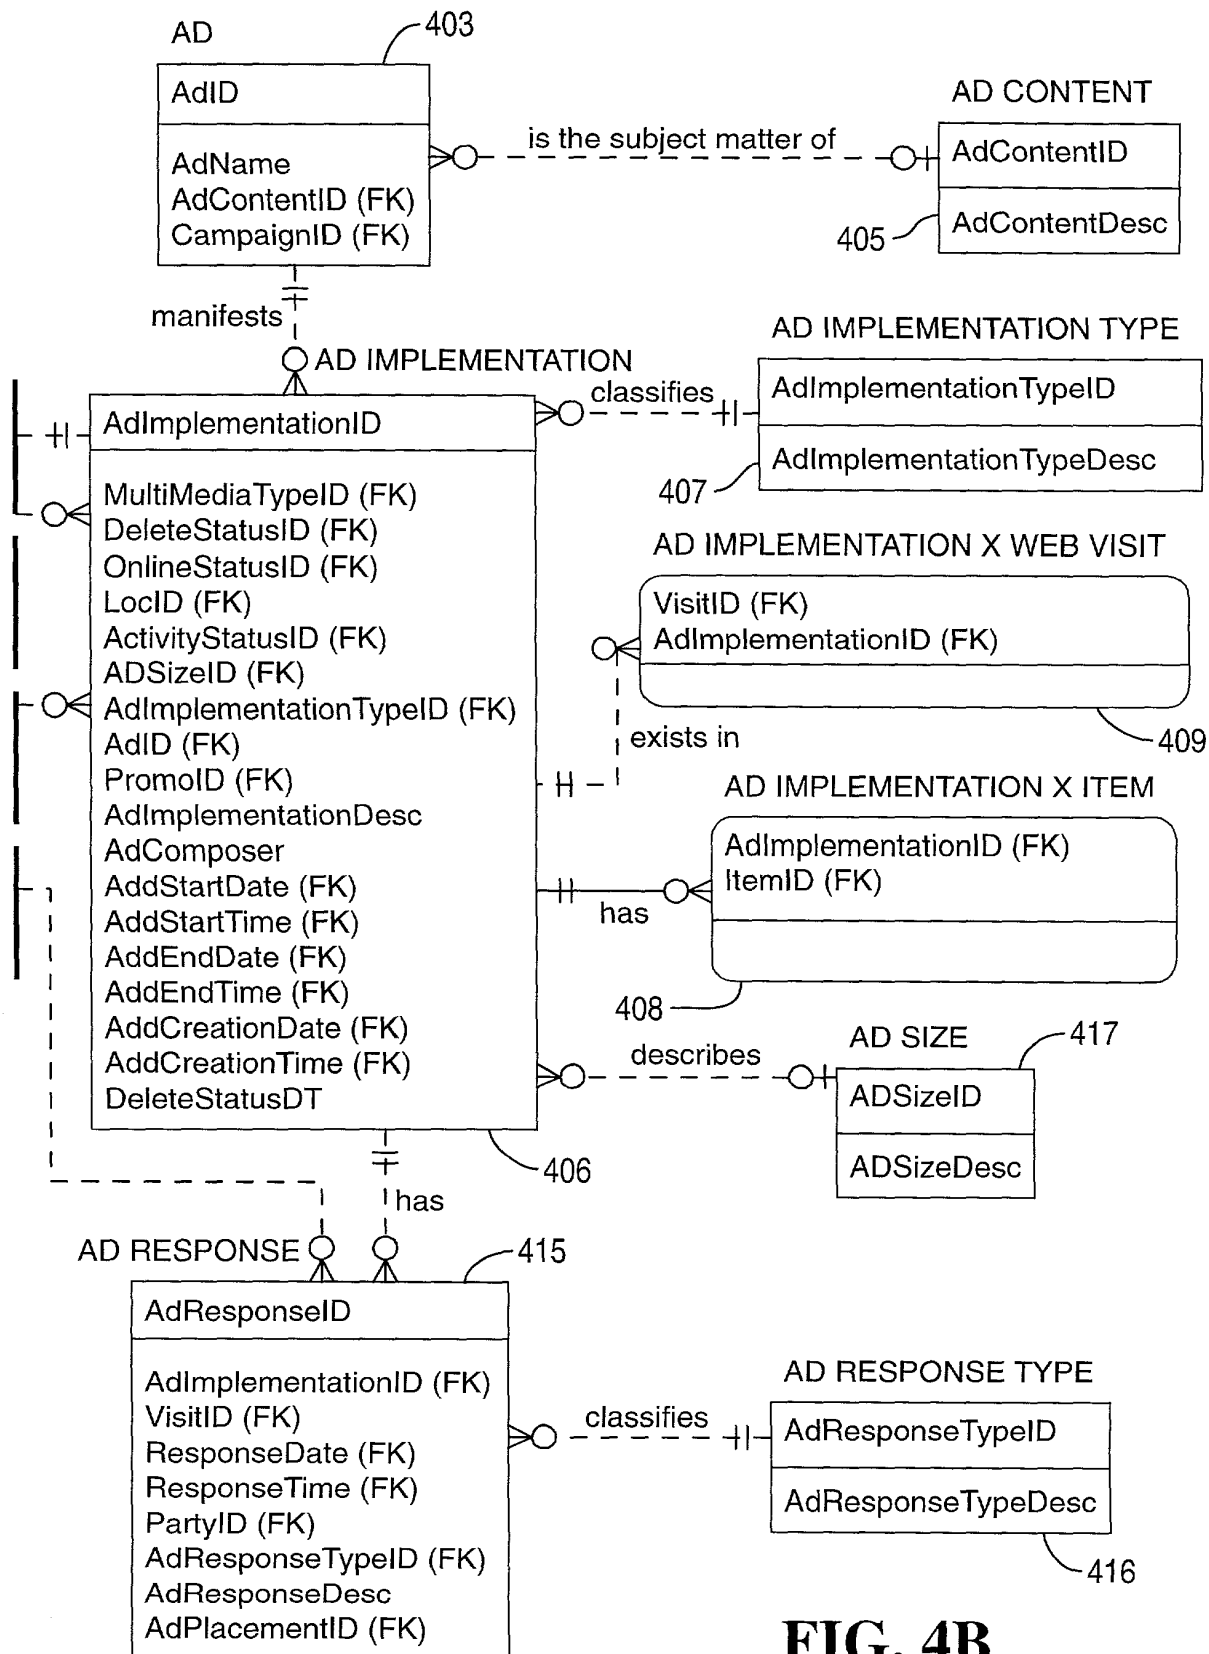 AD
403
AdID
AdName
AdContentID (FK)
CampaignID (FK)
is the subject matter of
AD CONTENT
AdContentID
AdContentDesc
405
manifests
AD IMPLEMENTATION
AdImplementationID
MultiMediaTypeID (FK)
DeleteStatusID (FK)
OnlineStatusID (FK)
LocID (FK)
ActivityStatusID (FK)
ADSizeID (FK)
AdImplementationTypeID (FK)
AdID (FK)
PromoID (FK)
AdImplementationDesc
AdComposer
AddStartDate (FK)
AddStartTime (FK)
AddEndDate (FK)
AddEndTime (FK)
AddCreationDate (FK)
AddCreationTime (FK)
DeleteStatusDT
406
classifies
AD IMPLEMENTATION TYPE
AdImplementationTypeID
AdImplementationTypeDesc
407
AD IMPLEMENTATION X WEB VISIT
VisitID (FK)
AdImplementationID (FK)
409
exists in
AD IMPLEMENTATION X ITEM
AdImplementationID (FK)
ItemID (FK)
408
has
describes
AD SIZE
417
ADSizeID
ADSizeDesc
has
AD RESPONSE
415
AdResponseID
AdImplementationID (FK)
VisitID (FK)
ResponseDate (FK)
ResponseTime (FK)
PartyID (FK)
AdResponseTypeID (FK)
AdResponseDesc
AdPlacementID (FK)
classifies
AD RESPONSE TYPE
AdResponseTypeID
AdResponseTypeDesc
416
FIG. 4B